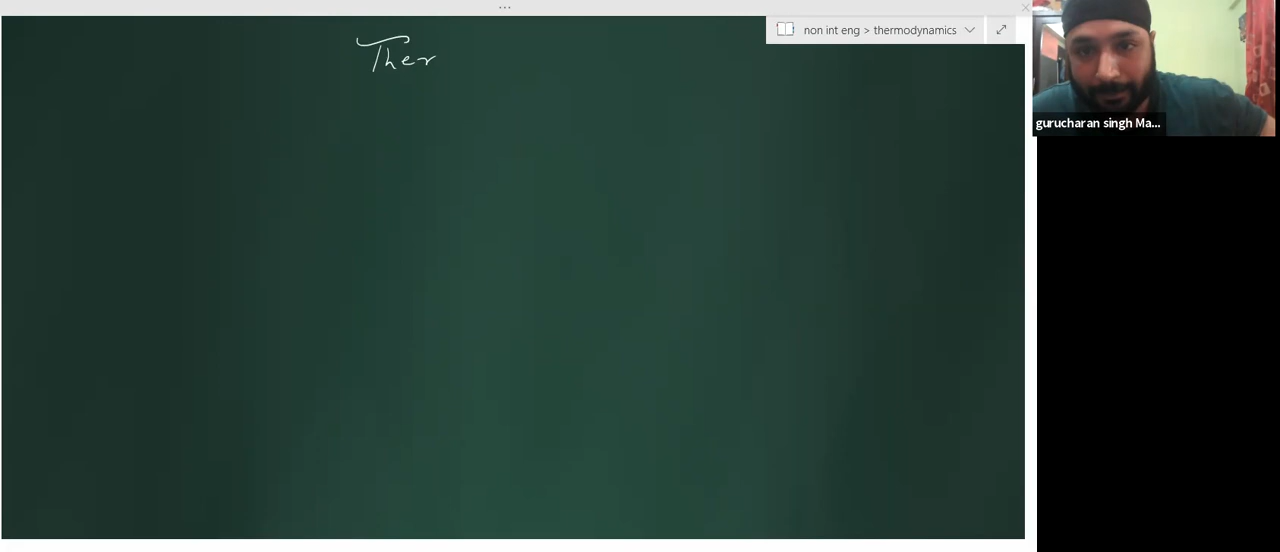 ...
non int eng > thermodynamics
Ther
gurucharan singh Ma...